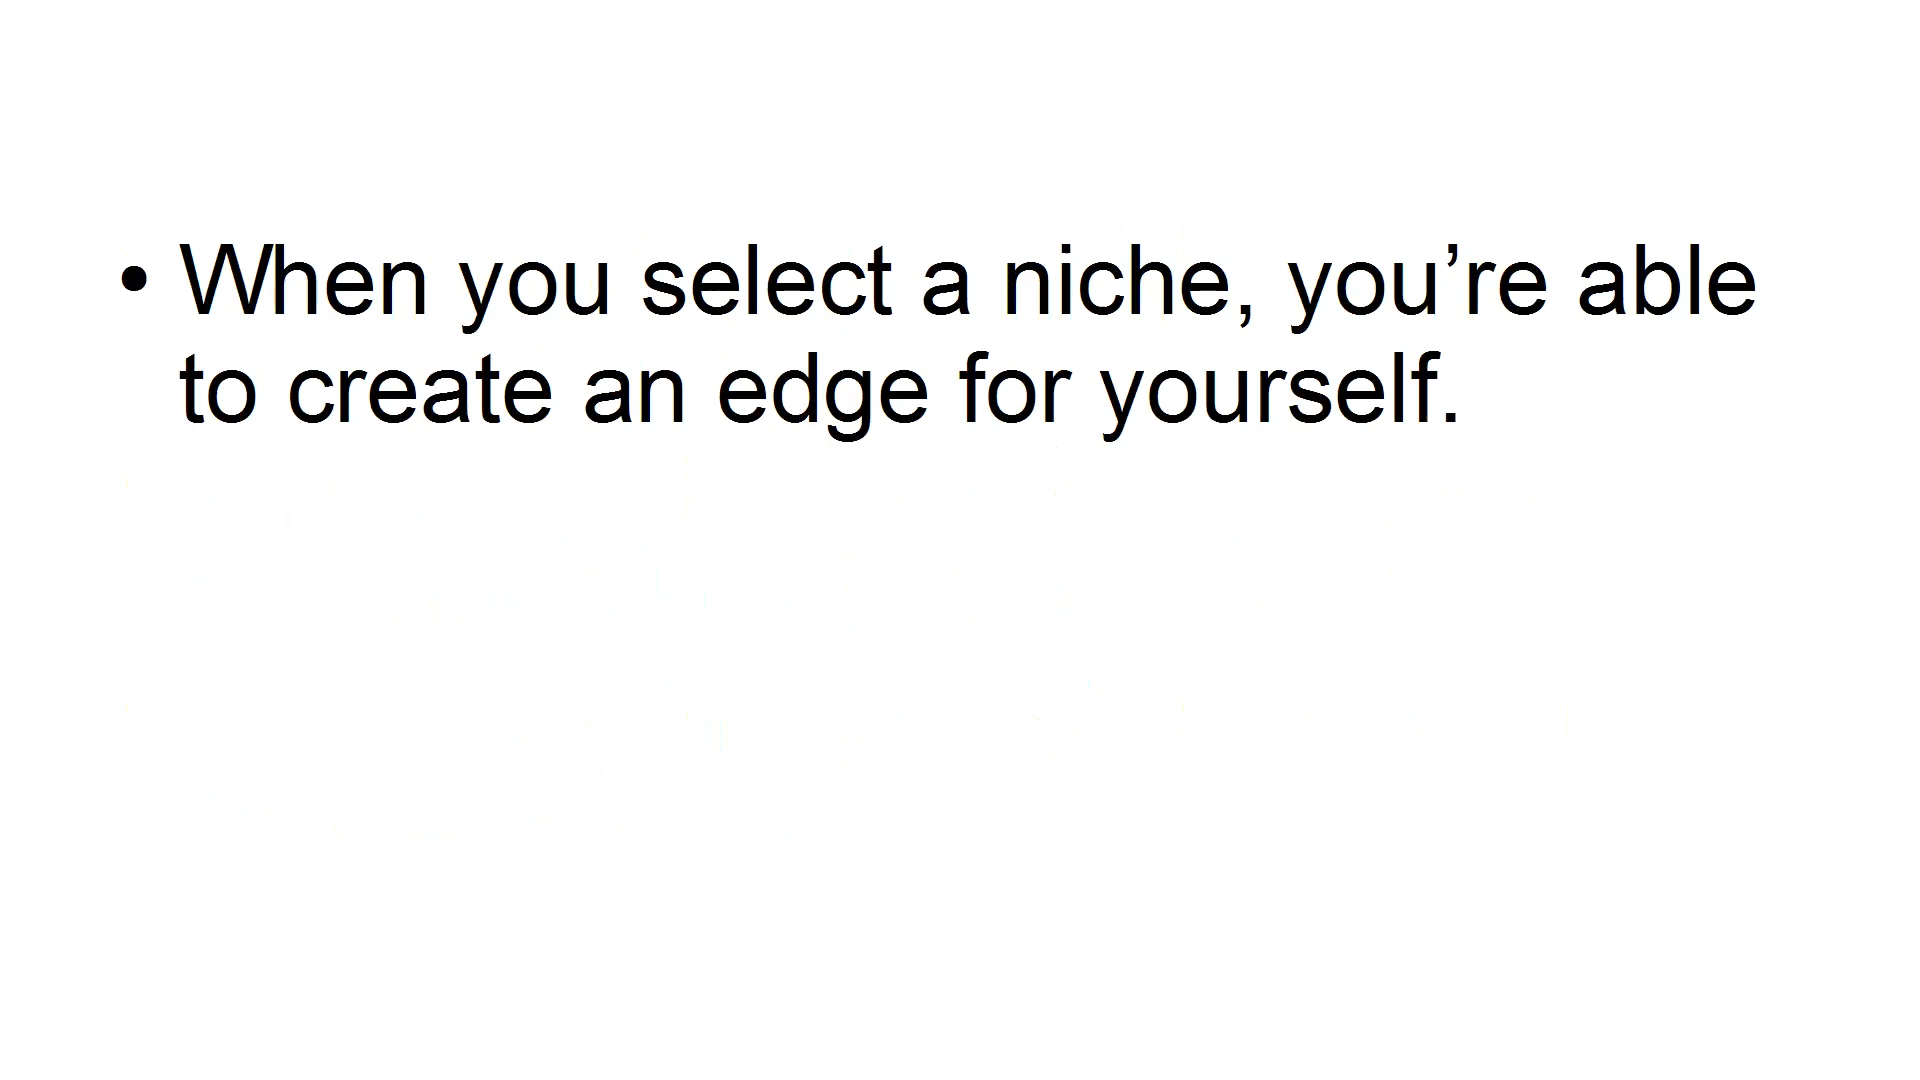 • When you select a niche, you’re able
to create an edge for yourself.